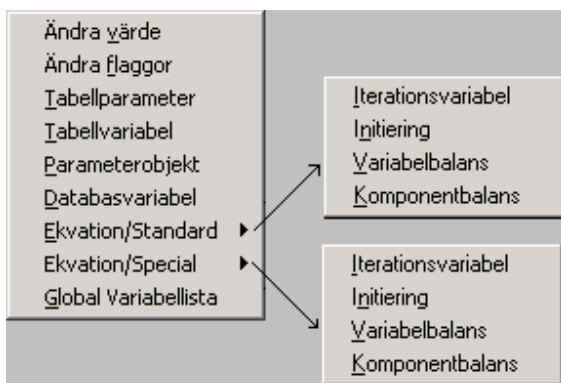 Ändra värde
Ändra flaggor
Tabellparameter
Tabellvariabel
Parameterobjekt
Databasvariabel
Ekvation/Standard
Ekvation/Special
Global Variabellista
Iterationsvariabel
Initiering
Variabelbalans
Komponentbalans
Iterationsvariabel
Initiering
Variabelbalans
Komponentbalans